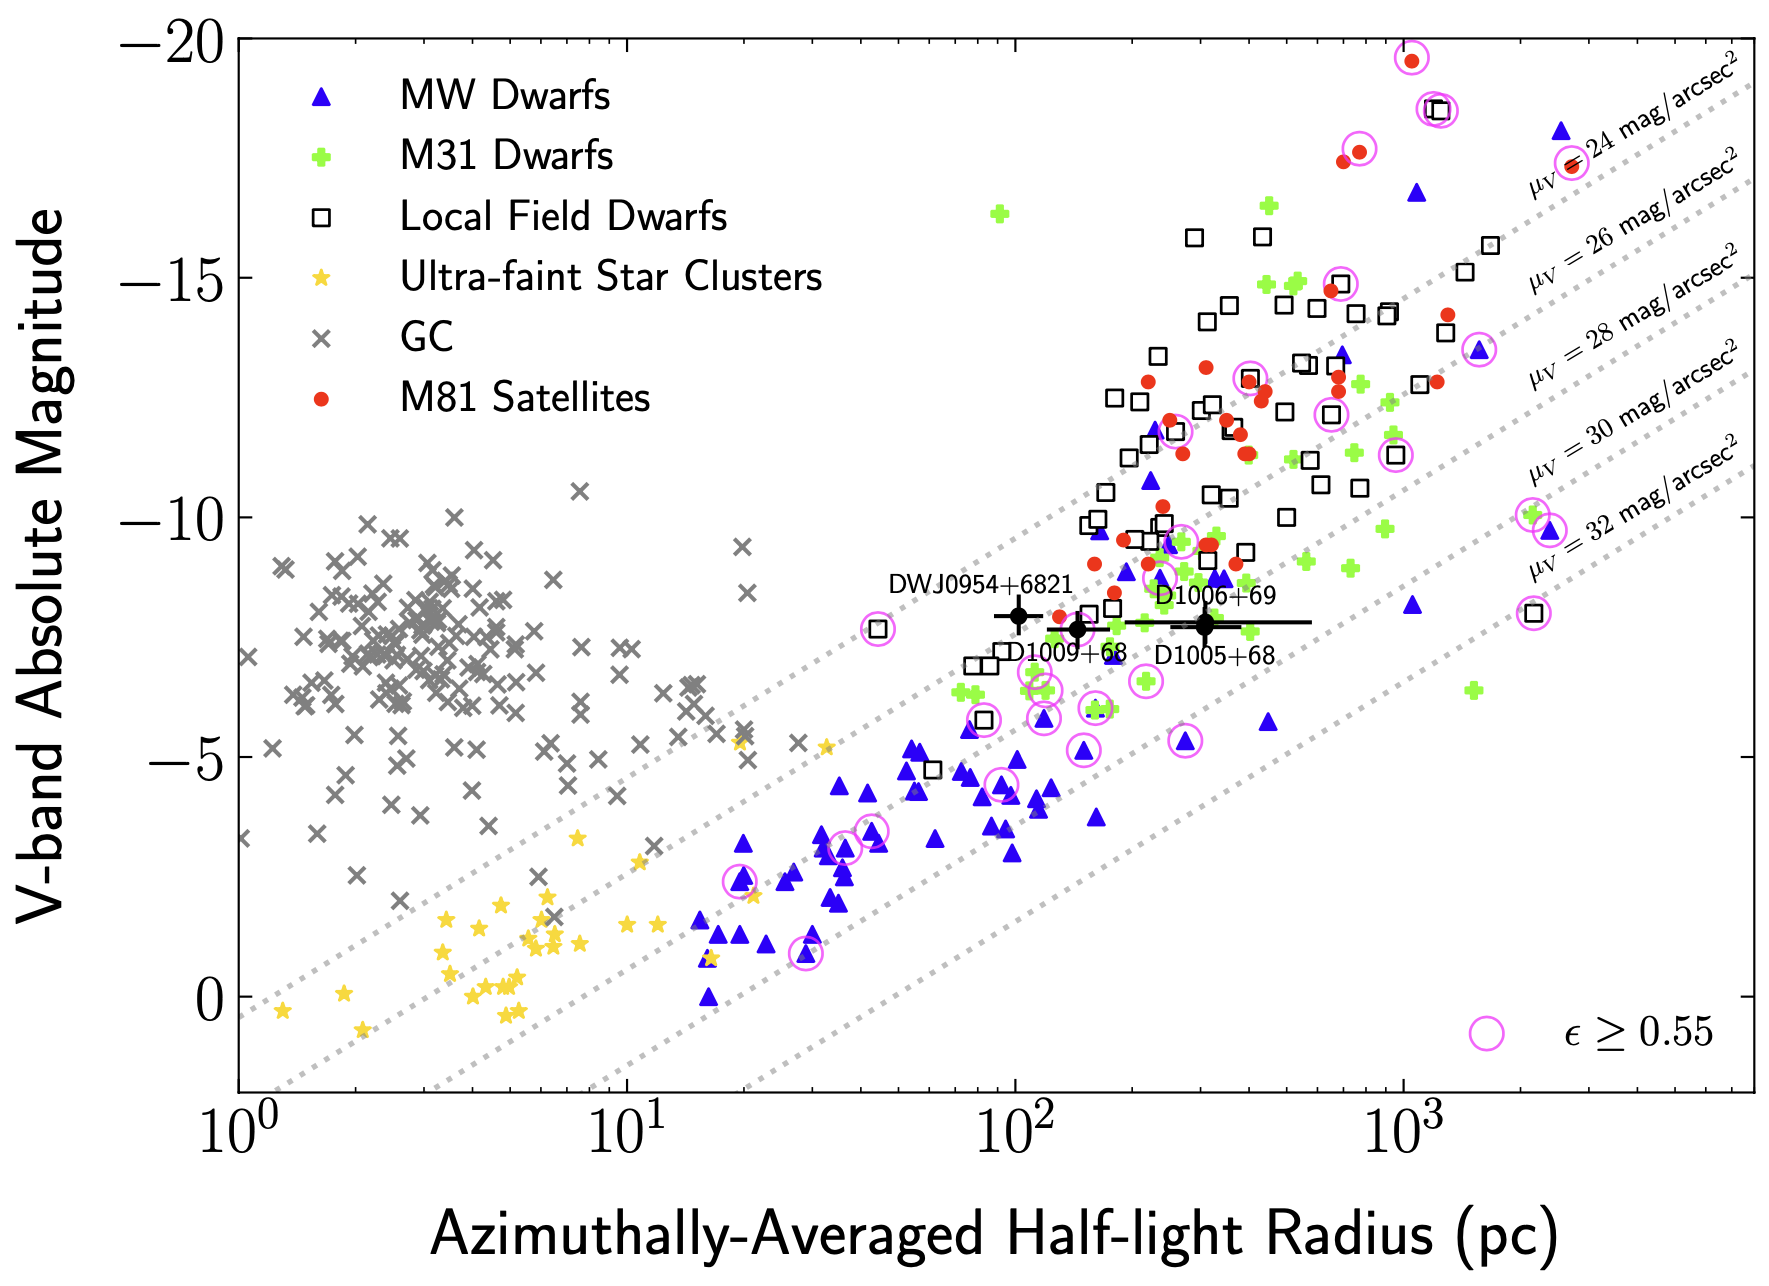 −20
−15
−10
−5
0
V-band Absolute Magnitude
MW Dwarfs
M31 Dwarfs
Local Field Dwarfs
Ultra-faint Star Clusters
GC
M81 Satellites
μV = 24 mag/arcsec²
μV = 26 mag/arcsec²
μV = 28 mag/arcsec²
μV = 30 mag/arcsec²
μV = 32 mag/arcsec²
DWJ0954+6821
D1006+69
D1009+68
D1005+68
ϵ ≥ 0.55
10⁰ 10¹ 10² 10³
Azimuthally-Averaged Half-light Radius (pc)